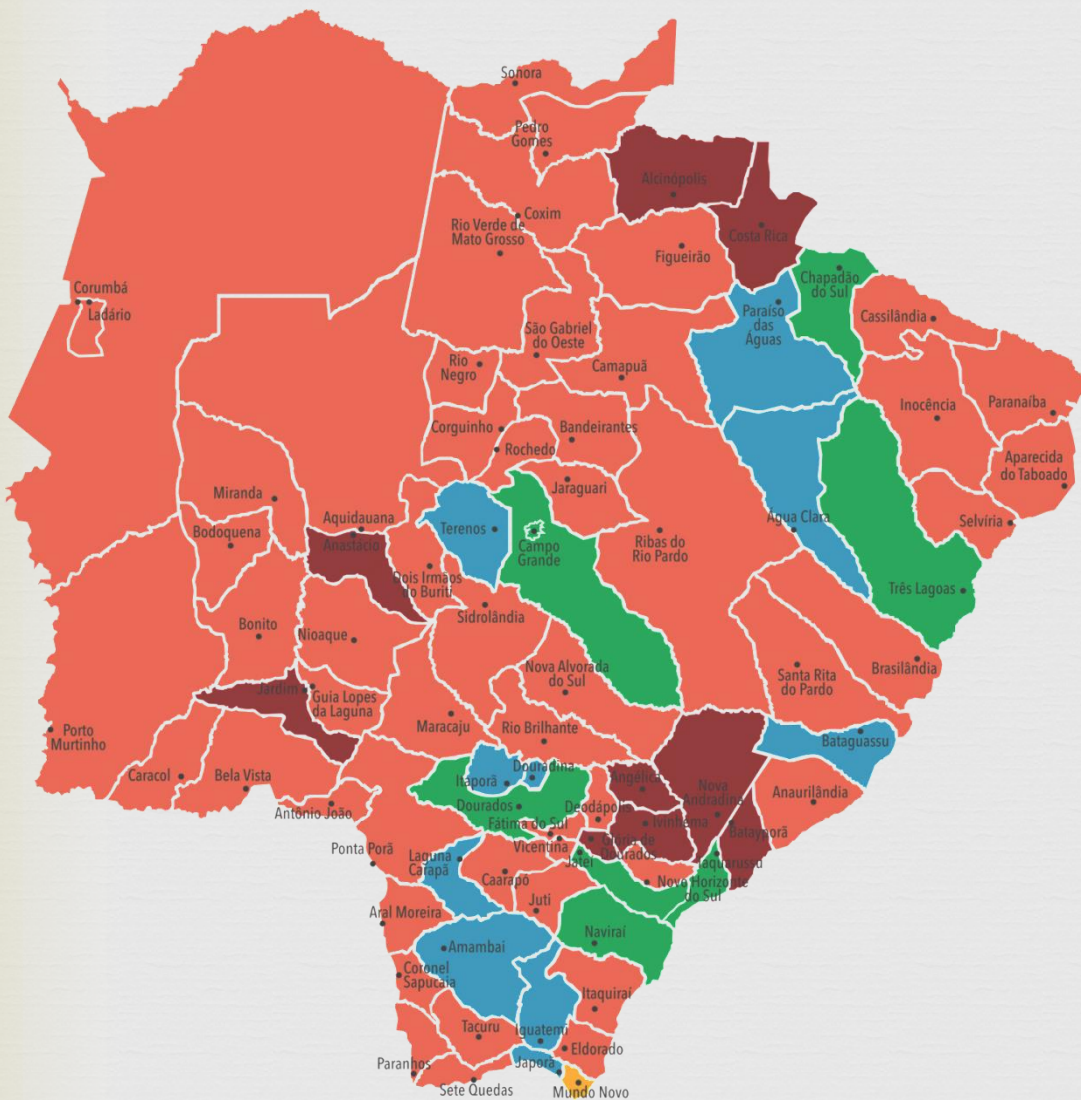 Sonora
Pedro
Gomes
Alcinópolis
Coxim
Rio Verde de
Mato Grosso
Costa Rica
Figueirão
Chapadão
do Sul
Corumbá
Ladário
Paraíso
das
Águas
Cassilândia
São Gabriel
do Oeste
Rio
Negro
Camapuã
Inocência
Paranaíba
Corguinho
Bandeirantes
Rochedo
Aparecida
do Taboado
Jaraguari
Miranda
Aquidauana
Anastácio
Bodoquena
Terenos
Campo
Grande
Ribas do
Rio Pardo
Água Clara
Selvíria
Dois Irmãos
do Buriti
Três Lagoas
Sidrolândia
Bonito
Nioaque
Nova Alvorada
do Sul
Santa Rita
do Pardo
Brasilândia
Jardim
Guia Lopes
da Laguna
Porto
Murtinho
Maracaju
Rio Brilhante
Bataguassu
Caracol
Bela Vista
Itaporã
Douradina
Angélica
Nova
Andradina
Anaurilândia
Antônio João
Dourados
Deodápolis
Fátima do Sul
Ivinhema
Batayporã
Vicentina
Glória de
Dourados
Ponta Porã
Laguna
Carapã
Jateí
Taquarussu
Caarapó
Novo Horizonte
do Sul
Juti
Aral Moreira
Naviraí
Amambai
Coronel
Sapucaia
Itaquiraí
Tacuru
Iguatemi
Eldorado
Paranhos
Japorã
Sete Quedas
Mundo Novo